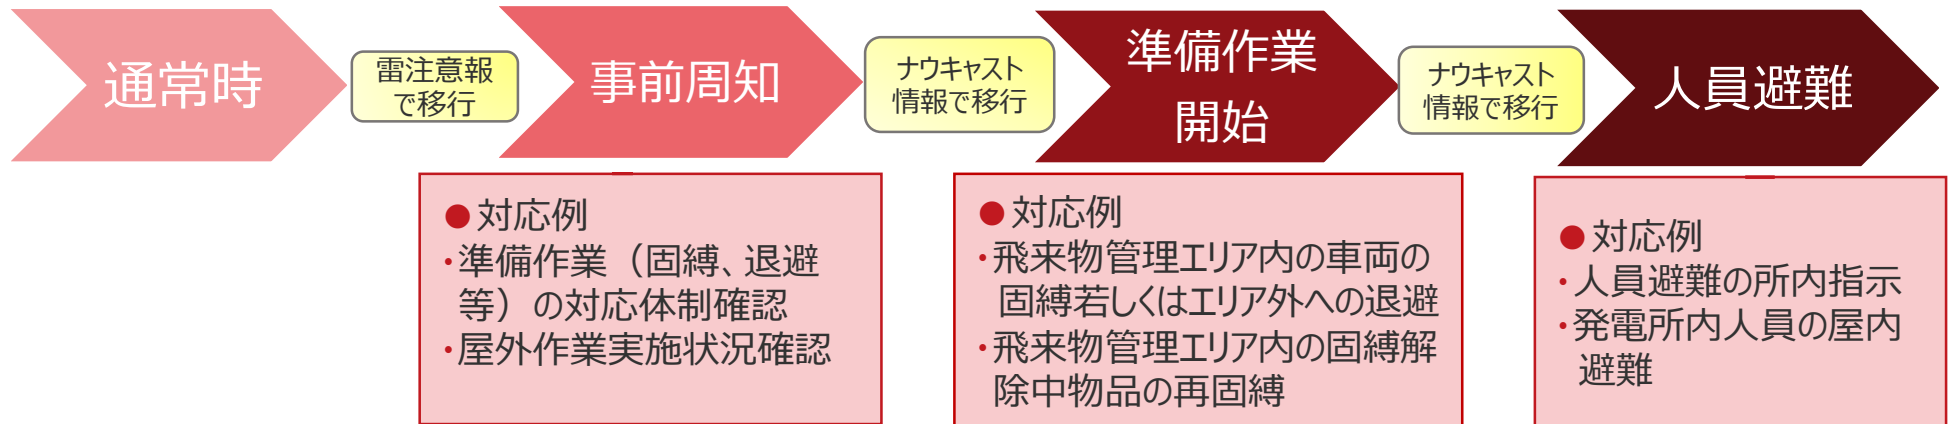 通常時
雷注意報
で移行
事前周知
ナウキャスト
情報で移行
準備作業
開始
ナウキャスト
情報で移行
人員避難
●対応例
・準備作業（固縛、退避
等）の対応体制確認
・屋外作業実施状況確認
●対応例
・飛来物管理エリア内の車両の
固縛若しくはエリア外への退避
・飛来物管理エリア内の固縛解
除中物品の再固縛
●対応例
・人員避難の所内指示
・発電所内人員の屋内
避難